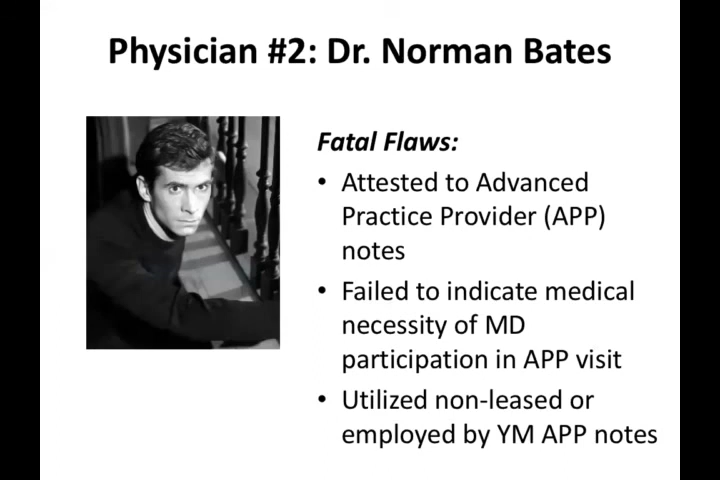 Physician #2: Dr. Norman Bates
Fatal Flaws:
• Attested to Advanced
Practice Provider (APP)
notes
• Failed to indicate medical
necessity of MD
participation in APP visit
• Utilized non-leased or
employed by YM APP notes